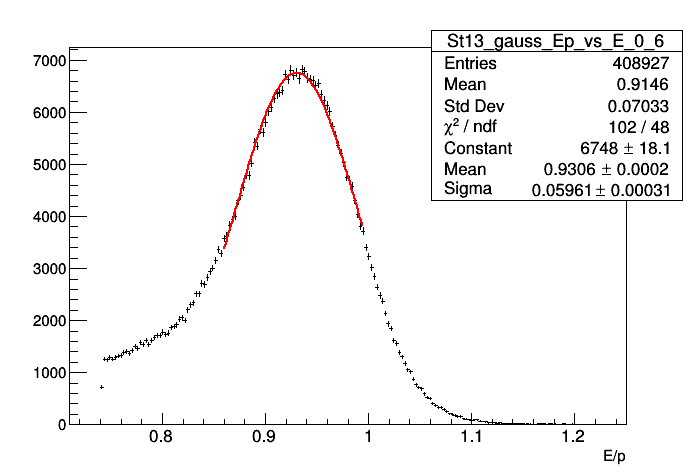 St13_gauss_Ep_vs_E_0_6
Entries 408927
Mean 0.9146
Std Dev 0.07033
χ² / ndf 102 / 48
Constant 6748 ± 18.1
Mean 0.9306 ± 0.0002
Sigma 0.05961 ± 0.00031
7000
6000
5000
4000
3000
2000
1000
0
0.8 0.9 1 1.1 1.2
E/p